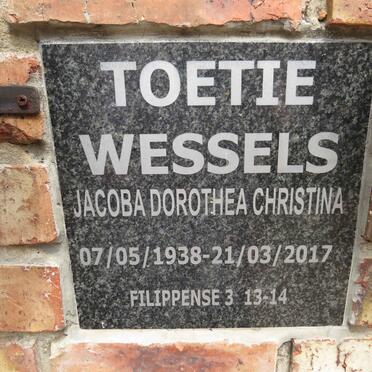 TOETIE
WESSELS
JACOBA DOROTHEA CHRISTINA
07/05/1938-21/03/2017
FILIPPENSE 3 13-14